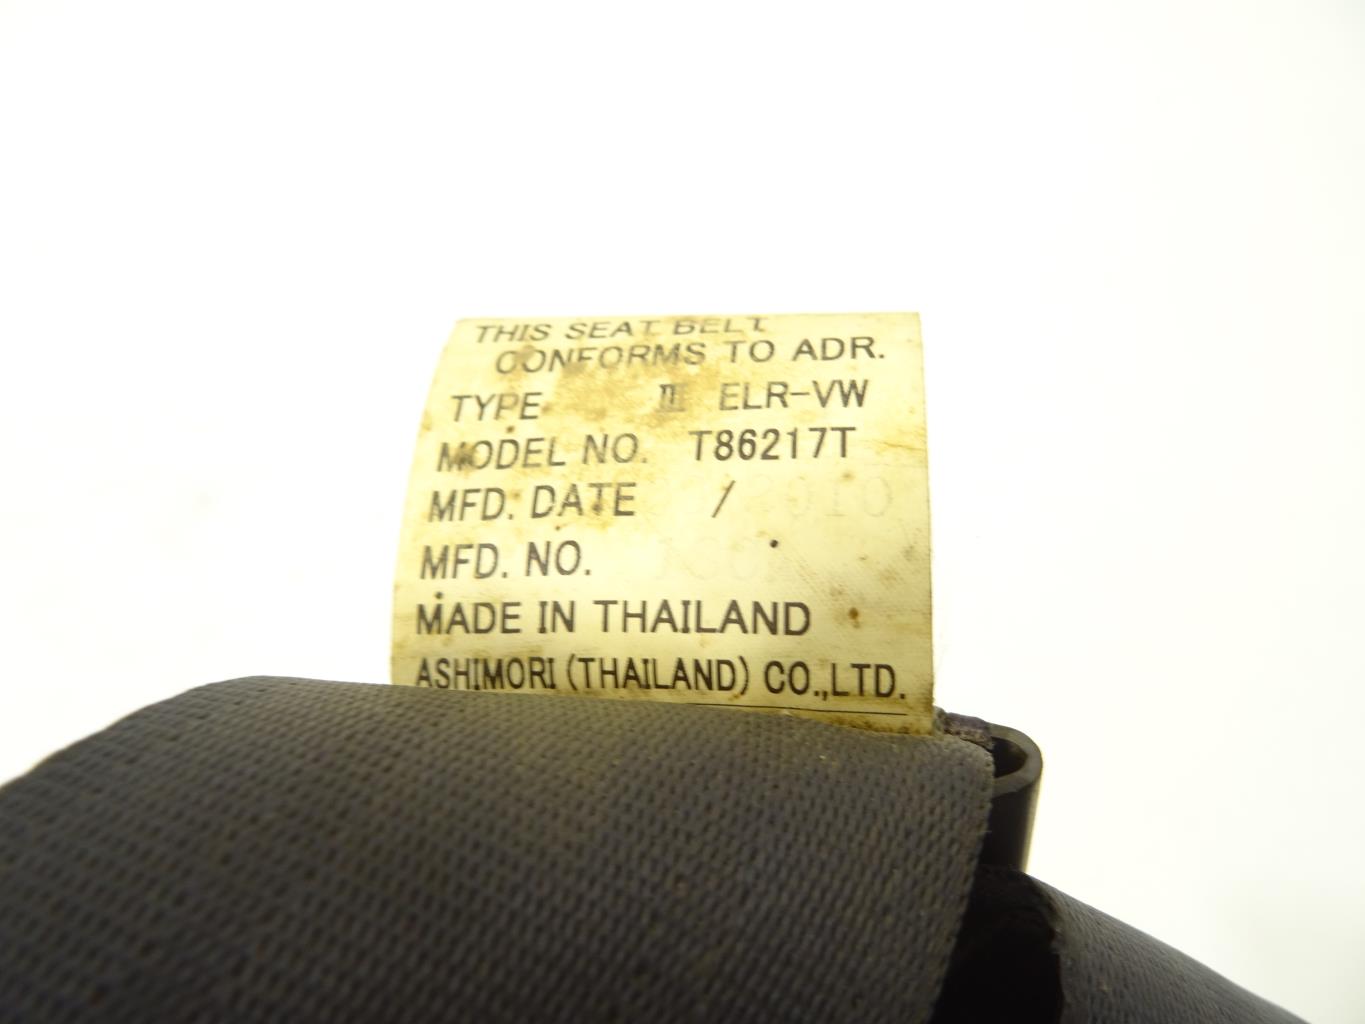 THIS SEAT BELT
CONFORMS TO ADR.
TYPE III ELR-VW
MODEL NO. T86217T
MFD. DATE /
MFD. NO.
MADE IN THAILAND
ASHIMORI (THAILAND) CO.,LTD.